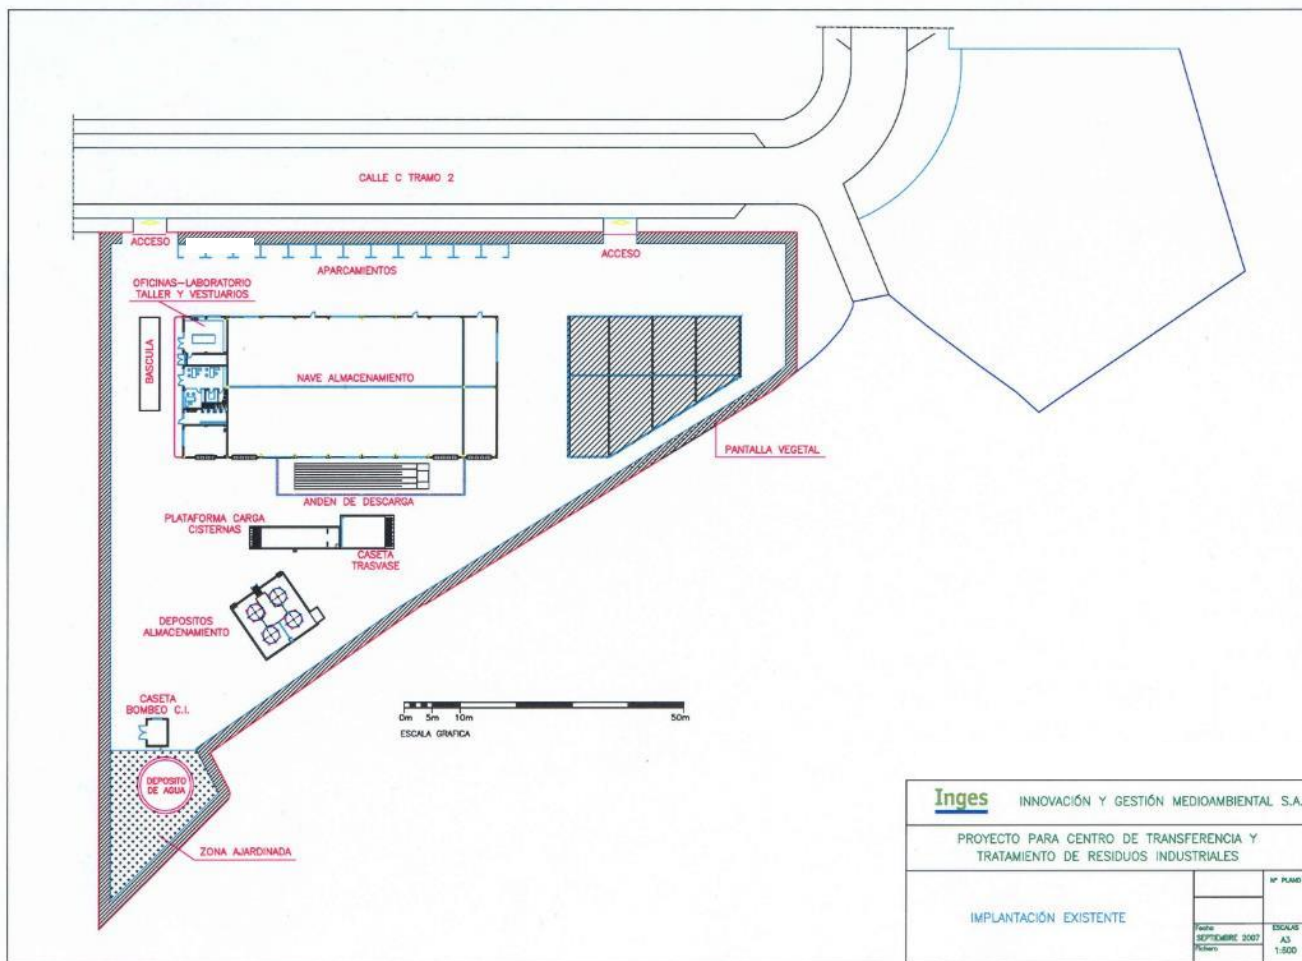 CALLE C TRAMO 2
ACCESO
ACCESO
APARCAMIENTOS
OFICINAS-LABORATORIO
TALLER Y VESTUARIOS
BASCULA
NAVE ALMACENAMIENTO
PANTALLA VEGETAL
ANDEN DE DESCARGA
PLATAFORMA CARGA
CISTERNAS
CASETA
TRASVASE
DEPOSITOS
ALMACENAMIENTO
CASETA
BOMBEO C.I.
0m 5m 10m 50m
ESCALA GRAFICA
DEPOSITO
DE AGUA
ZONA AJARDINADA
Inges INNOVACIÓN Y GESTIÓN MEDIOAMBIENTAL S.A.
PROYECTO PARA CENTRO DE TRANSFERENCIA Y
TRATAMIENTO DE RESIDUOS INDUSTRIALES
IMPLANTACIÓN EXISTENTE
Nº PLANO
Fecha:
SEPTIEMBRE 2007
Fichero:
ESCALAS
A3
1:500